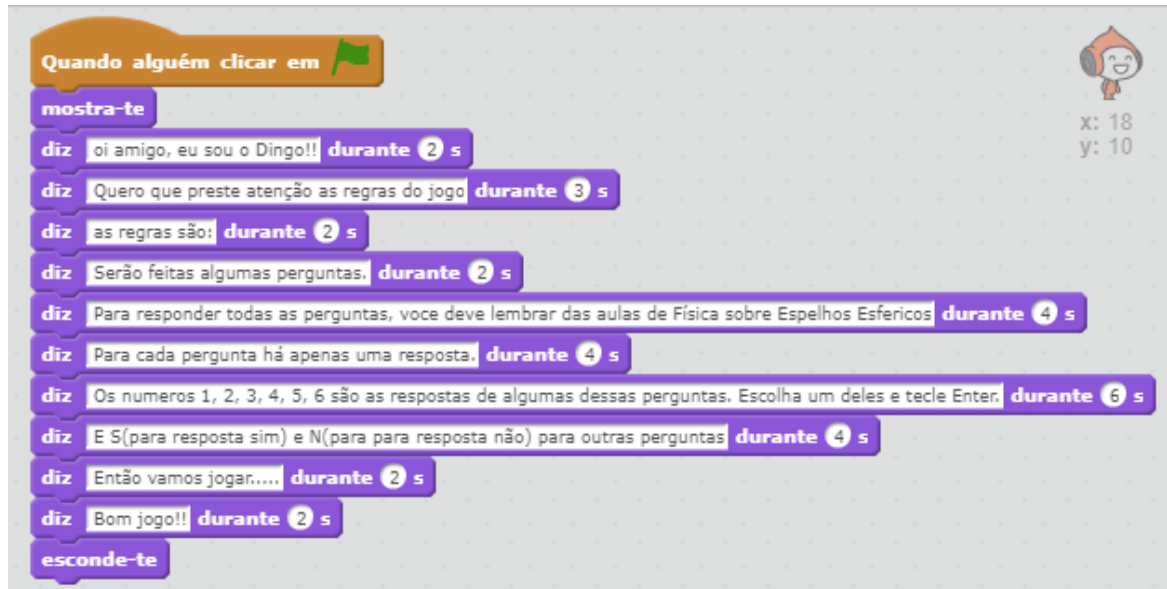 Quando alguém clicar em
mostra-te
diz oi amigo, eu sou o Dingo!! durante 2 s
diz Quero que preste atenção as regras do jogo durante 3 s
diz as regras são: durante 2 s
diz Serão feitas algumas perguntas. durante 2 s
diz Para responder todas as perguntas, voce deve lembrar das aulas de Física sobre Espelhos Esfericos durante 4 s
diz Para cada pergunta há apenas uma resposta. durante 4 s
diz Os numeros 1, 2, 3, 4, 5, 6 são as respostas de algumas dessas perguntas. Escolha um deles e tecle Enter. durante 6 s
diz E S(para resposta sim) e N(para para resposta não) para outras perguntas durante 4 s
diz Então vamos jogar..... durante 2 s
diz Bom jogo!! durante 2 s
esconde-te
x: 18
y: 10